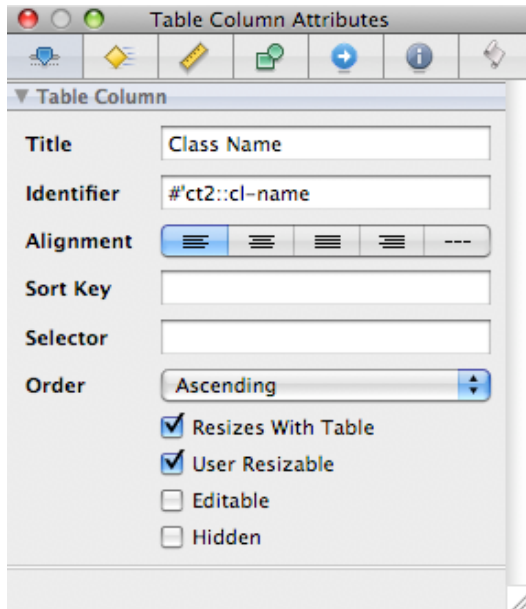 Table Column Attributes
Table Column
Title Class Name
Identifier #'ct2::cl-name
Alignment ---
Sort Key
Selector
Order Ascending
Resizes With Table
User Resizable
Editable
Hidden